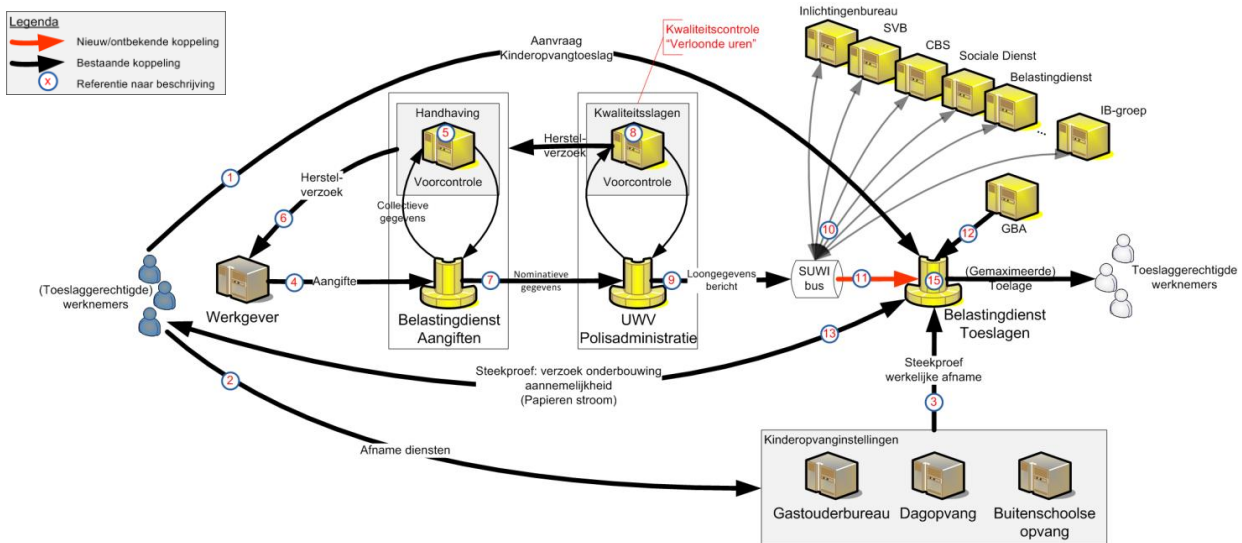 Legenda
Nieuw/ontbekende koppeling
Bestaande koppeling
x Referentie naar beschrijving
Aanvraag
Kinderopvangtoeslag
Kwaliteitscontrole
"Verloonde uren"
Inlichtingenbureau
SVB
CBS
Sociale Dienst
Belastingdienst
...
IB-groep
Handhaving
5
Voorcontrole
Herstel-
verzoek
Kwaliteitsslagen
8
Voorcontrole
1
Herstel-
verzoek
6
Collectieve
gegevens
10
12
GBA
(Toeslaggerechtigde)
werknemers
4
Aangifte
Werkgever
7
Nominatieve
gegevens
Belastingdienst
Aangiften
9
Loongegevens
bericht
UWV
Polisadministratie
SUWI
bus
11
15
(Gemaximeerde)
Toelage
Belastingdienst
Toeslagen
Toeslaggerechtigde
werknemers
13
Steekproef: verzoek onderbouwing
aannemelijkheid
(Papieren stroom)
2
Steekproef
werkelijke afname
3
Afname diensten
Kinderopvanginstellingen
Gastouderbureau
Dagopvang
Buitenschoolse
opvang